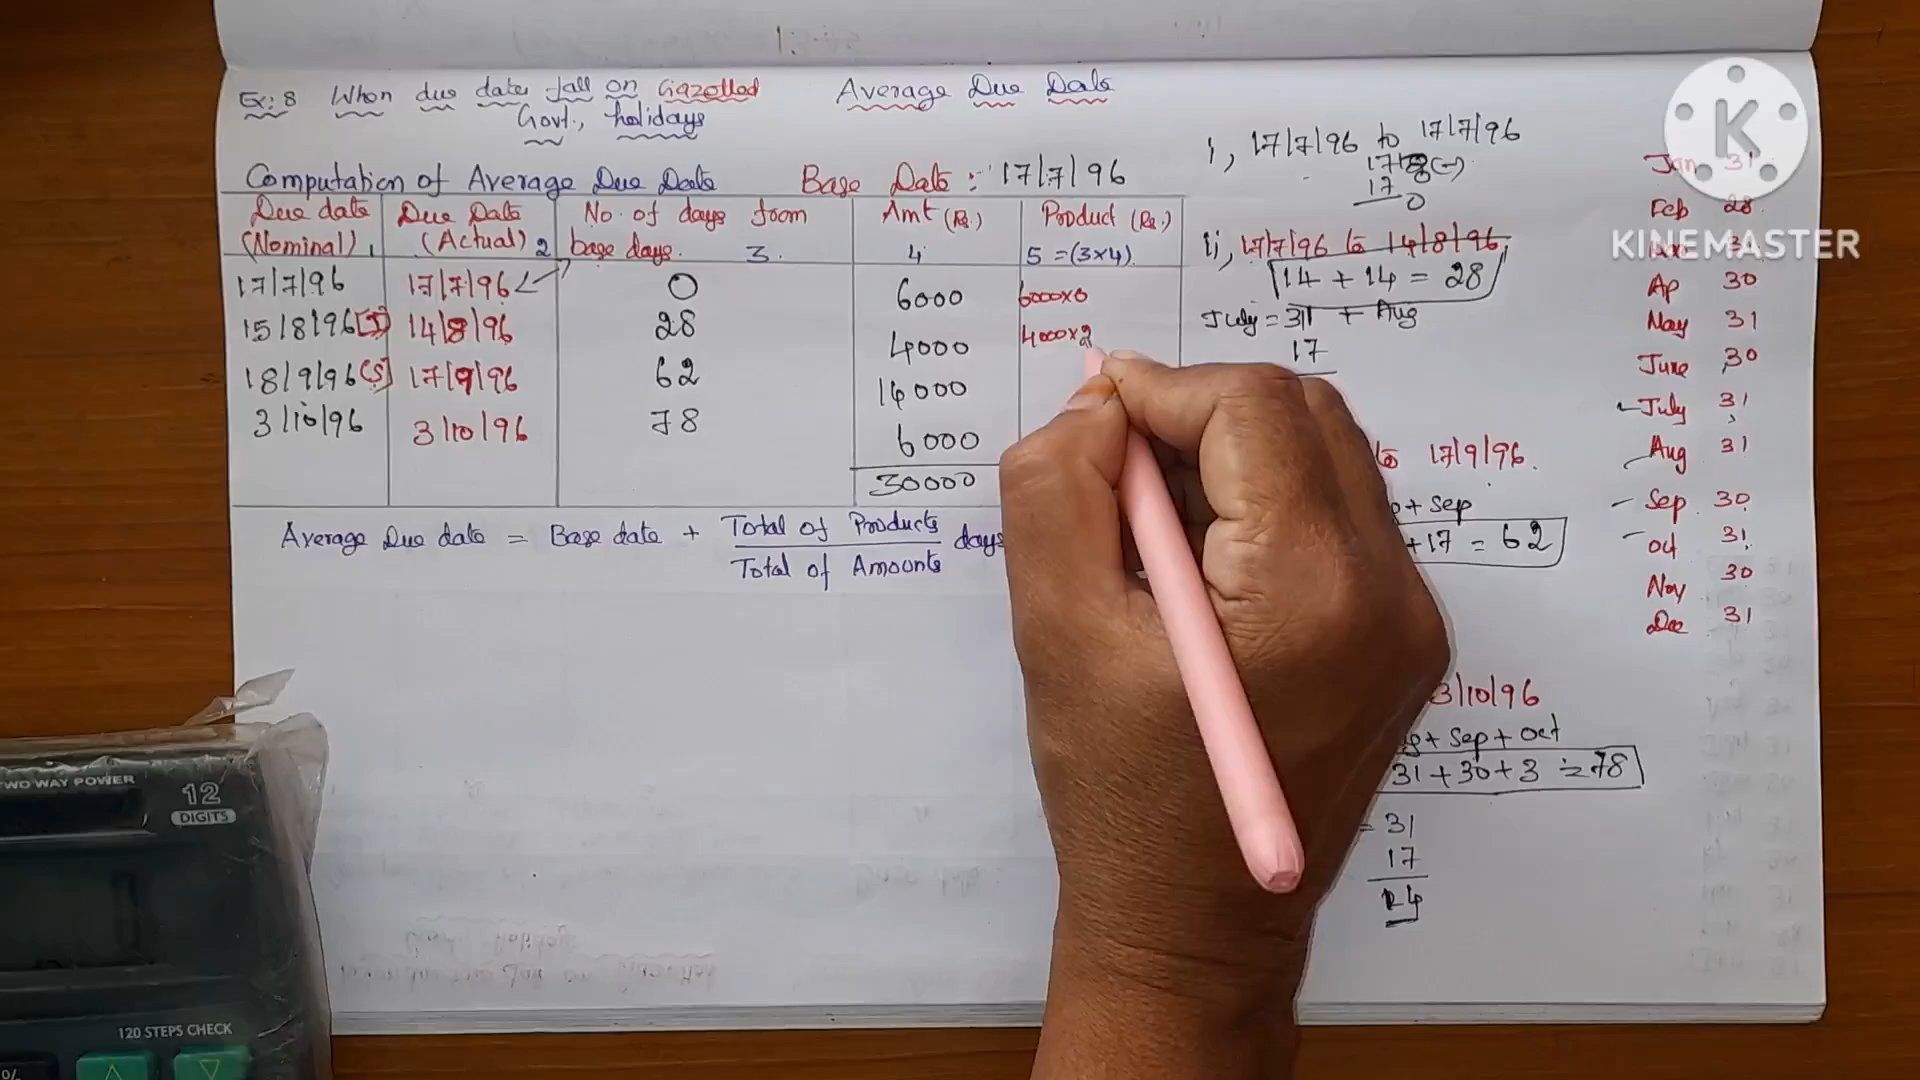 Ex: 8 When due date fall on Gazetted Govt., holidays
Average Due Date
Computation of Average Due Date Base Date: 17/7/96
Due date (Nominal) 1 Due Date (Actual) 2 No. of days from base days. 3. Amt (Rs.) 4 Product (Rs.) 5 = (3x4)
17/7/96 17/7/96 0 6000 6000x0
15/8/96 14/8/96 28 4000 4000x2
18/9/96 (S) 17/9/96 62 14000
3/10/96 3/10/96 78 6000
30000
Average Due date = Base date + Total of Products / Total of Amounts days
i, 17/7/96 to 17/7/96
17
0
ii, 17/7/96 to 14/8/96
14 + 14 = 28
July = 31 + Aug
17
17/9/96.
+ Sep
+17 = 62
3/10/96
+ Sep + Oct
31 + 30 + 3 = 78
= 31
17
14
Jan 31
Feb 28
31
Ap 30
May 31
June 30
July 31
Aug 31
Sep 30
Oct 31
Nov 30
Dec 31
K
KINEMASTER
TWO WAY POWER
12
DIGITS
120 STEPS CHECK
%